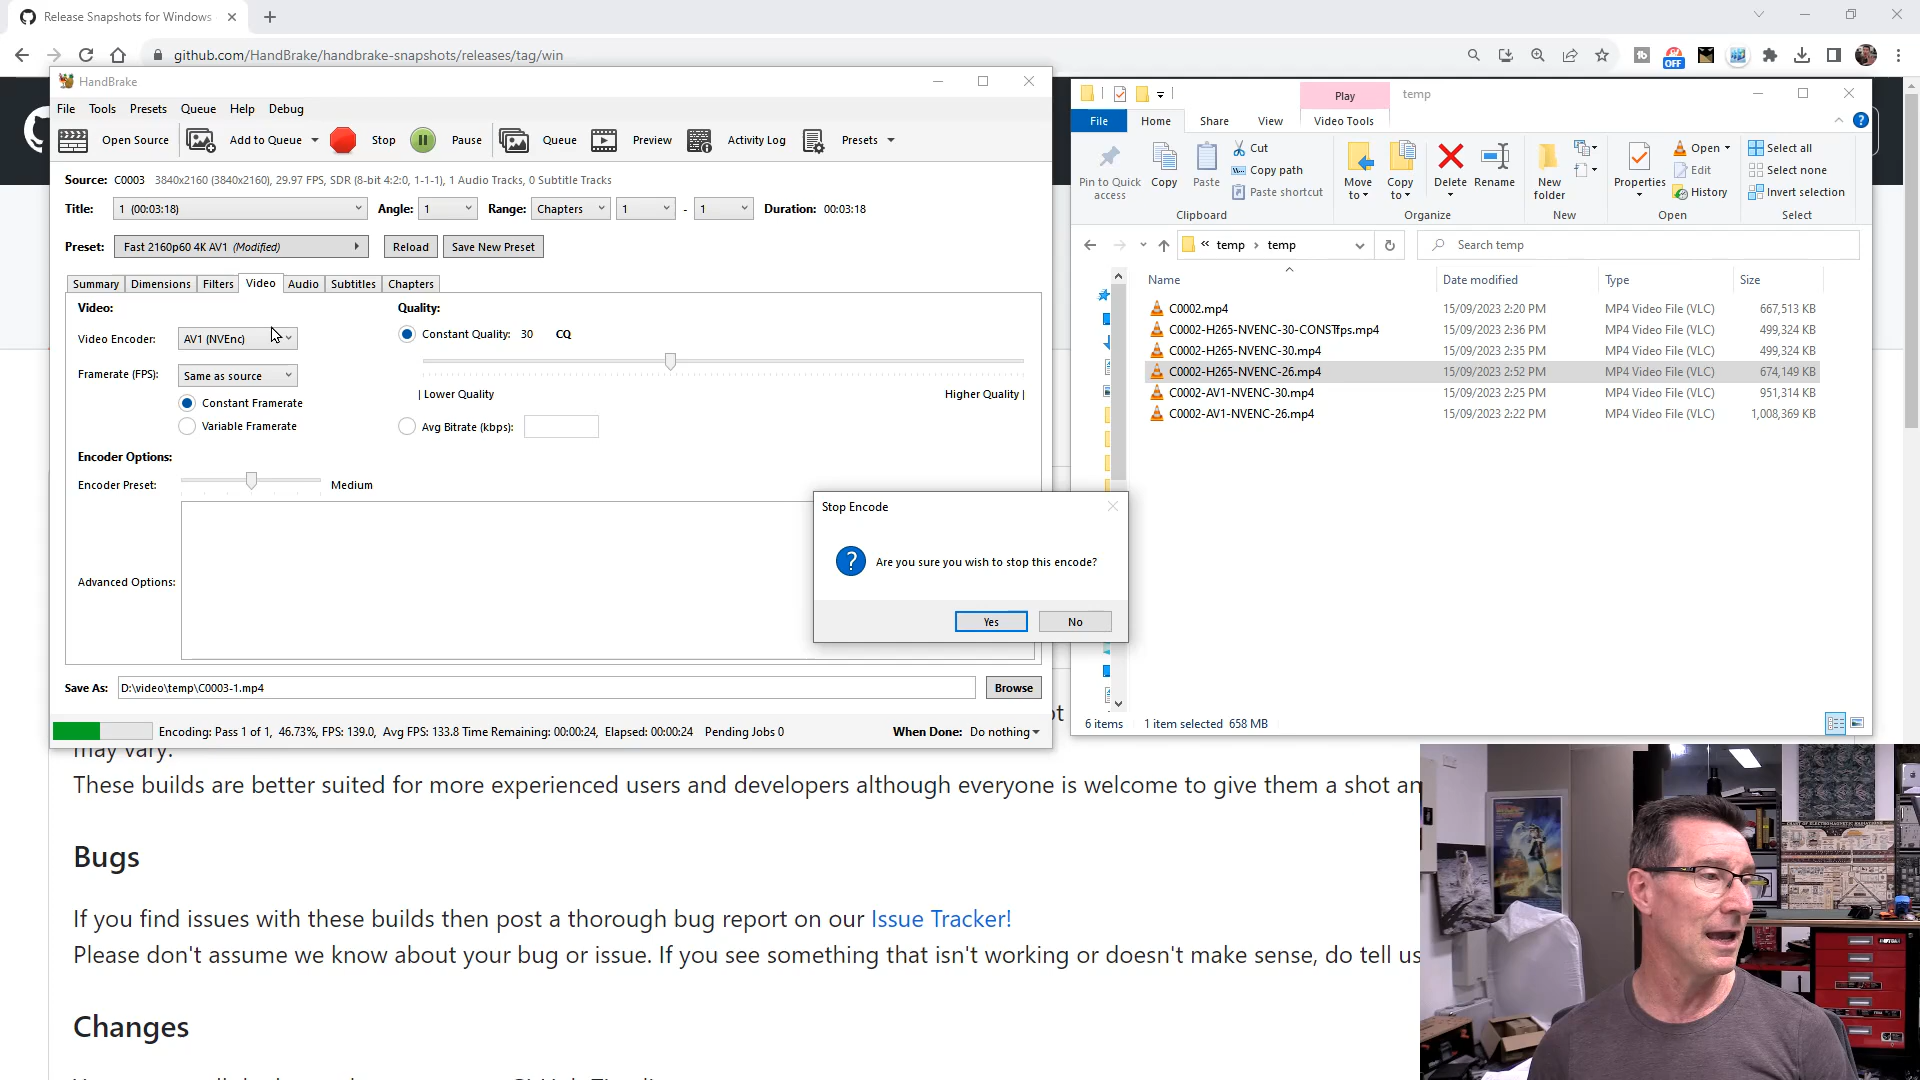 Release Snapshots for Windows
github.com/HandBrake/handbrake-snapshots/releases/tag/win
OFF
HandBrake
File Tools Presets Queue Help Debug
Open Source Add to Queue Stop Pause Queue Preview Activity Log Presets
Source: C0003 3840x2160 (3840x2160), 29.97 FPS, SDR (8-bit 4:2:0, 1-1-1), 1 Audio Tracks, 0 Subtitle Tracks
Title: 1 (00:03:18) Angle: 1 Range: Chapters 1 - 1 Duration: 00:03:18
Preset: Fast 2160p60 4K AV1 (Modified) Reload Save New Preset
Summary Dimensions Filters Video Audio Subtitles Chapters
Video: Quality:
Video Encoder: AV1 (NVEnc) Constant Quality: 30 CQ
Framerate (FPS): Same as source
| Lower Quality Higher Quality |
Constant Framerate
Variable Framerate Avg Bitrate (kbps):
Encoder Options:
Encoder Preset: Medium
Advanced Options:
Stop Encode
Are you sure you wish to stop this encode?
Yes No
Save As: D:\video\temp\C0003-1.mp4 Browse
Encoding: Pass 1 of 1, 46.73%, FPS: 139.0, Avg FPS: 133.8 Time Remaining: 00:00:24, Elapsed: 00:00:24 Pending Jobs 0 When Done: Do nothing
Play temp
File Home Share View Video Tools
Pin to Quick access Copy Paste Cut Copy path Paste shortcut
Move to Copy to Delete Rename New folder Properties Open Edit History Select all Select none Invert selection
Clipboard Organize New Open Select
« temp › temp Search temp
Name Date modified Type Size
C0002.mp4 15/09/2023 2:20 PM MP4 Video File (VLC) 667,513 KB
C0002-H265-NVENC-30-CONSTfps.mp4 15/09/2023 2:36 PM MP4 Video File (VLC) 499,324 KB
C0002-H265-NVENC-30.mp4 15/09/2023 2:35 PM MP4 Video File (VLC) 499,324 KB
C0002-H265-NVENC-26.mp4 15/09/2023 2:52 PM MP4 Video File (VLC) 674,149 KB
C0002-AV1-NVENC-30.mp4 15/09/2023 2:25 PM MP4 Video File (VLC) 951,314 KB
C0002-AV1-NVENC-26.mp4 15/09/2023 2:22 PM MP4 Video File (VLC) 1,008,369 KB
6 items 1 item selected 658 MB
may vary.
These builds are better suited for more experienced users and developers although everyone is welcome to give them a shot an
Bugs
If you find issues with these builds then post a thorough bug report on our Issue Tracker!
Please don't assume we know about your bug or issue. If you see something that isn't working or doesn't make sense, do tell us
Changes